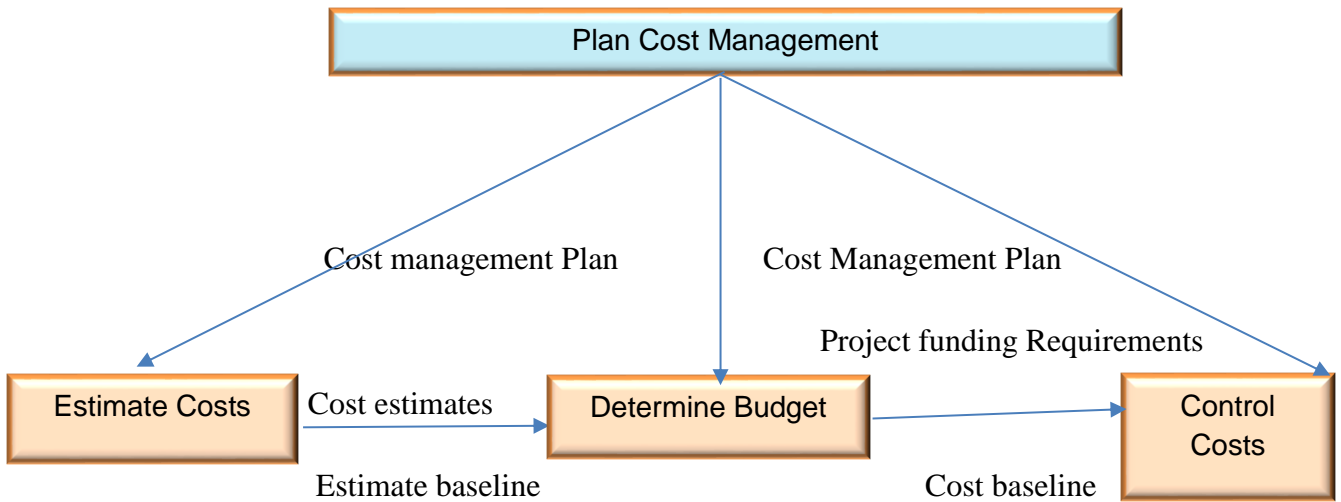 Plan Cost Management
Cost management Plan
Cost Management Plan
Project funding Requirements
Estimate Costs
Cost estimates
Determine Budget
Control
Costs
Estimate baseline
Cost baseline